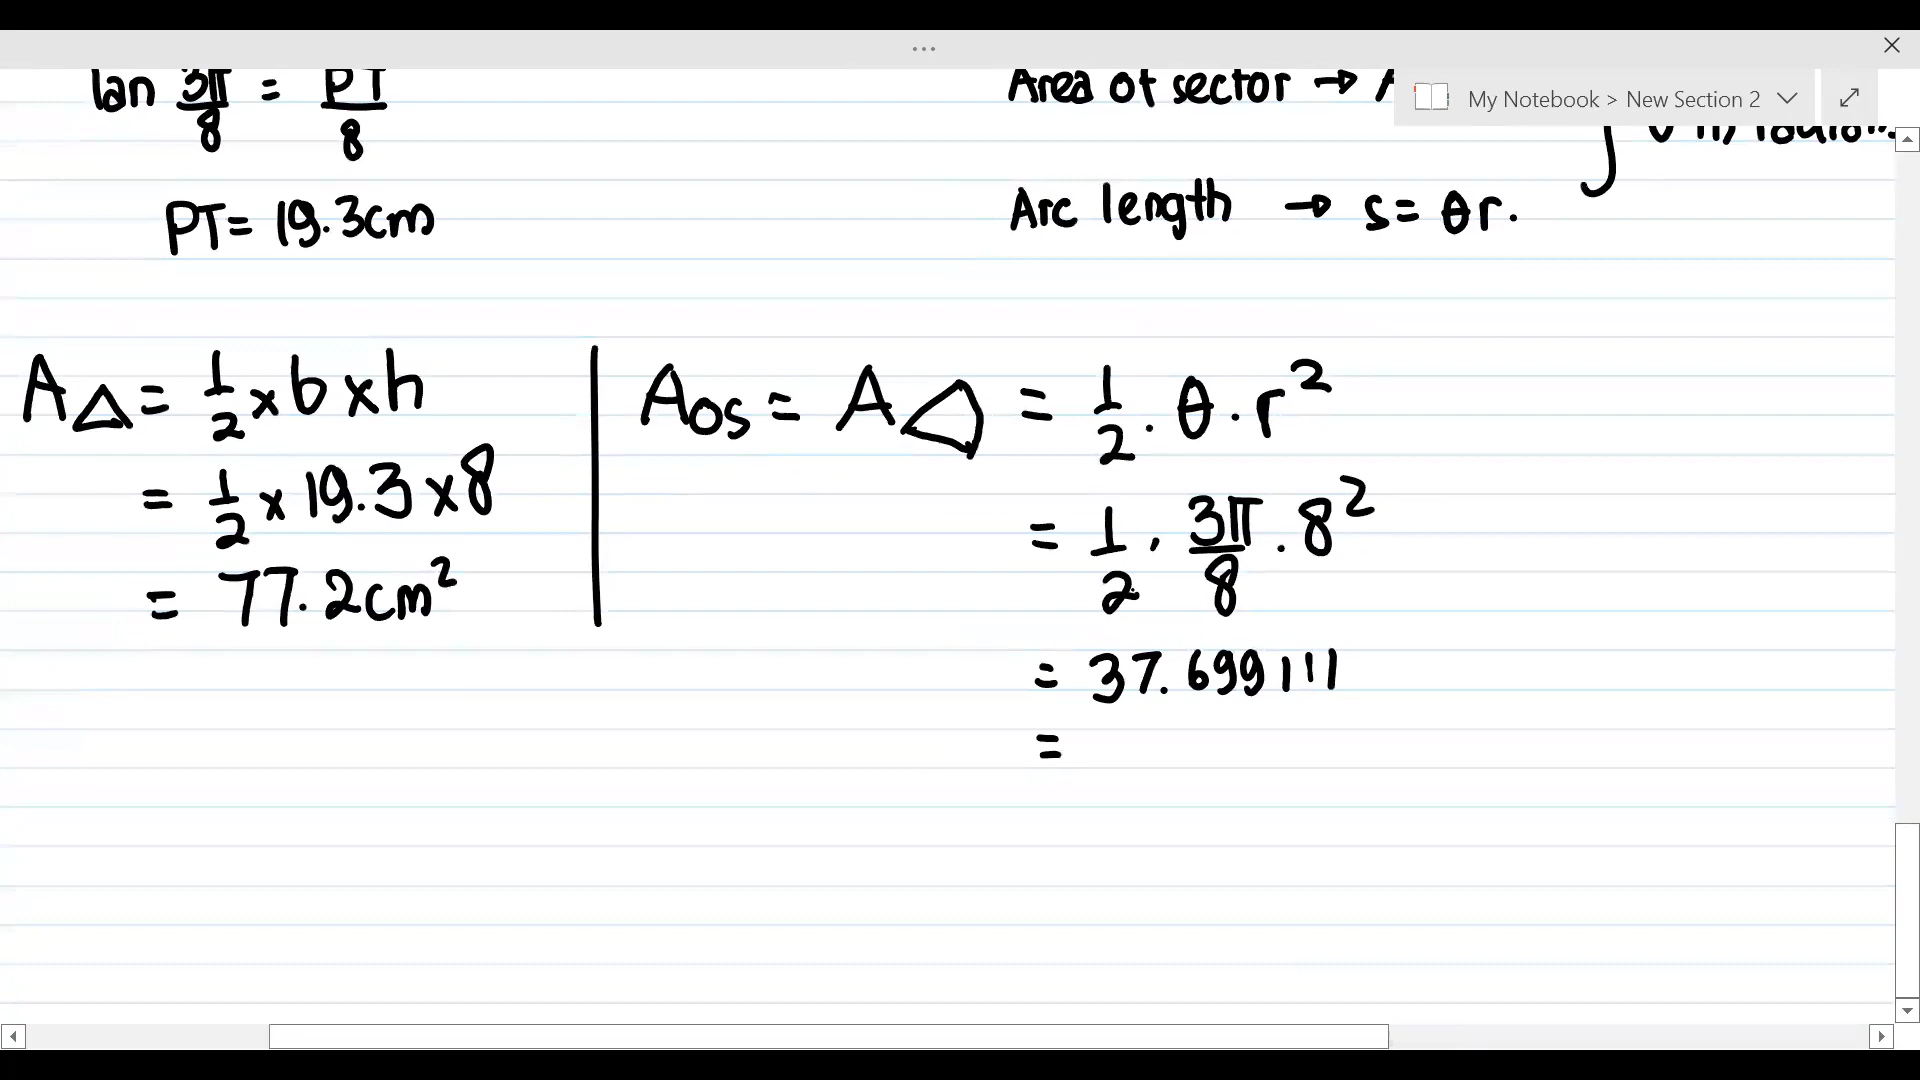 tan 3π/8 = PT/8
PT = 19.3cm
Area of sector →
My Notebook > New Section 2
θ in radians
Arc length → s = θr.
A△ = 1/2 × b × h
= 1/2 × 19.3 × 8
= 77.2cm²
Aos = A = 1/2 . θ . r²
= 1/2 . 3π/8 . 8²
= 37.699111
=